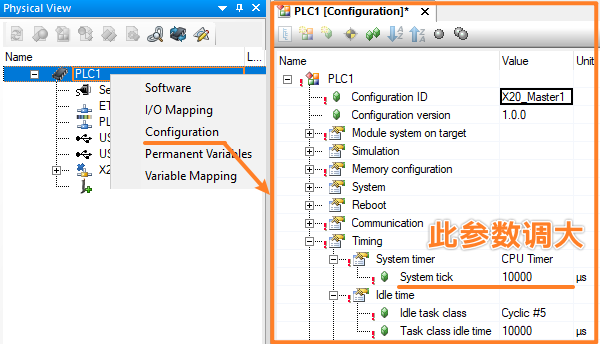 Physical View
Name
L...
PLC1
Se
ET
PL
US
US
X2
Software
I/O Mapping
Configuration
Permanent Variables
Variable Mapping
PLC1 [Configuration]*
Name
Value
Unit
PLC1
Configuration ID
X20_Master1
Configuration version
1.0.0
Module system on target
Simulation
Memory configuration
System
Reboot
Communication
此参数调大
Timing
System timer
CPU Timer
System tick
10000
µs
Idle time
Idle task class
Cyclic #5
Task class idle time
10000
µs